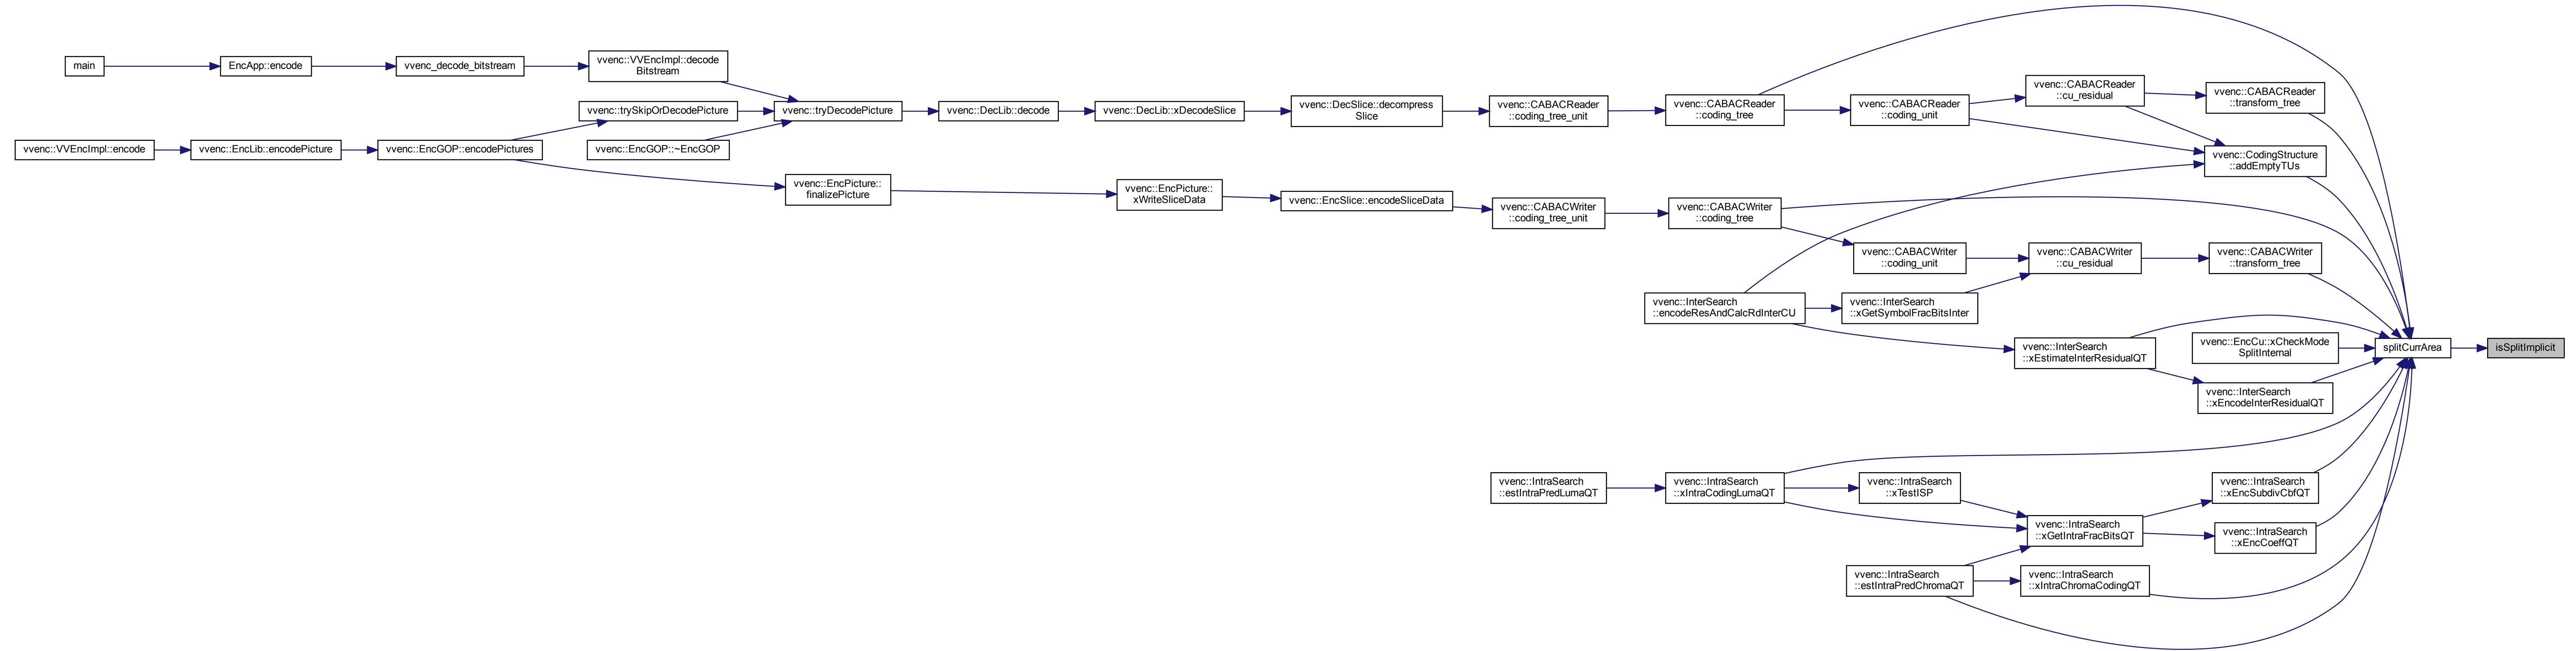 main
EncApp::encode
vvenc_decode_bitstream
vvenc::VVEncImpl::decode
Bitstream
vvenc::trySkipOrDecodePicture
vvenc::tryDecodePicture
vvenc::DecLib::decode
vvenc::DecLib::xDecodeSlice
vvenc::DecSlice::decompress
Slice
vvenc::CABACReader
::coding_tree_unit
vvenc::CABACReader
::coding_tree
vvenc::CABACReader
::coding_unit
vvenc::CABACReader
::cu_residual
vvenc::CABACReader
::transform_tree
vvenc::VVEncImpl::encode
vvenc::EncLib::encodePicture
vvenc::EncGOP::encodePictures
vvenc::EncGOP::~EncGOP
vvenc::CodingStructure
::addEmptyTUs
vvenc::EncPicture::
finalizePicture
vvenc::EncPicture::
xWriteSliceData
vvenc::EncSlice::encodeSliceData
vvenc::CABACWriter
::coding_tree_unit
vvenc::CABACWriter
::coding_tree
vvenc::CABACWriter
::coding_unit
vvenc::CABACWriter
::cu_residual
vvenc::CABACWriter
::transform_tree
vvenc::InterSearch
::encodeResAndCalcRdInterCU
vvenc::InterSearch
::xGetSymbolFracBitsInter
vvenc::InterSearch
::xEstimateInterResidualQT
vvenc::EncCu::xCheckMode
SplitInternal
splitCurrArea
isSplitImplicit
vvenc::InterSearch
::xEncodeInterResidualQT
vvenc::IntraSearch
::estIntraPredLumaQT
vvenc::IntraSearch
::xIntraCodingLumaQT
vvenc::IntraSearch
::xTestISP
vvenc::IntraSearch
::xEncSubdivCbfQT
vvenc::IntraSearch
::xGetIntraFracBitsQT
vvenc::IntraSearch
::xEncCoeffQT
vvenc::IntraSearch
::estIntraPredChromaQT
vvenc::IntraSearch
::xIntraChromaCodingQT